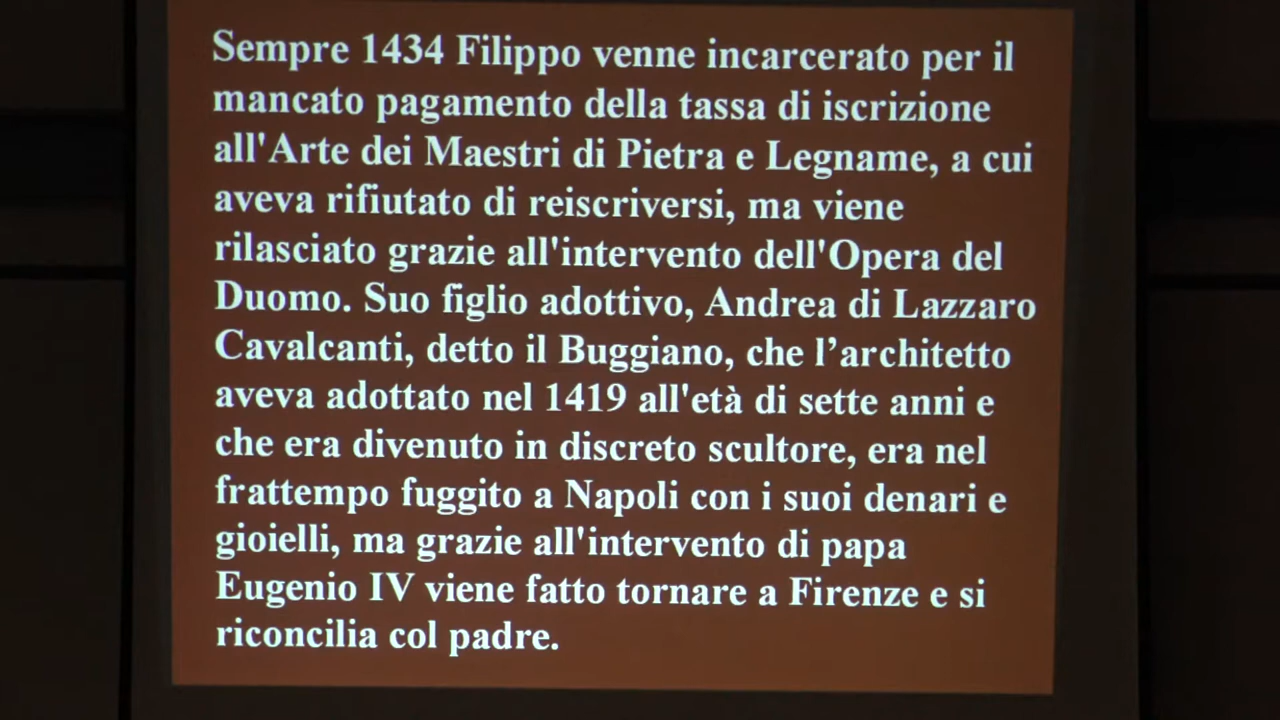 Sempre 1434 Filippo venne incarcerato per il
mancato pagamento della tassa di iscrizione
all'Arte dei Maestri di Pietra e Legname, a cui
aveva rifiutato di reiscriversi, ma viene
rilasciato grazie all'intervento dell'Opera del
Duomo. Suo figlio adottivo, Andrea di Lazzaro
Cavalcanti, detto il Buggiano, che l’architetto
aveva adottato nel 1419 all'età di sette anni e
che era divenuto in discreto scultore, era nel
frattempo fuggito a Napoli con i suoi denari e
gioielli, ma grazie all'intervento di papa
Eugenio IV viene fatto tornare a Firenze e si
riconcilia col padre.